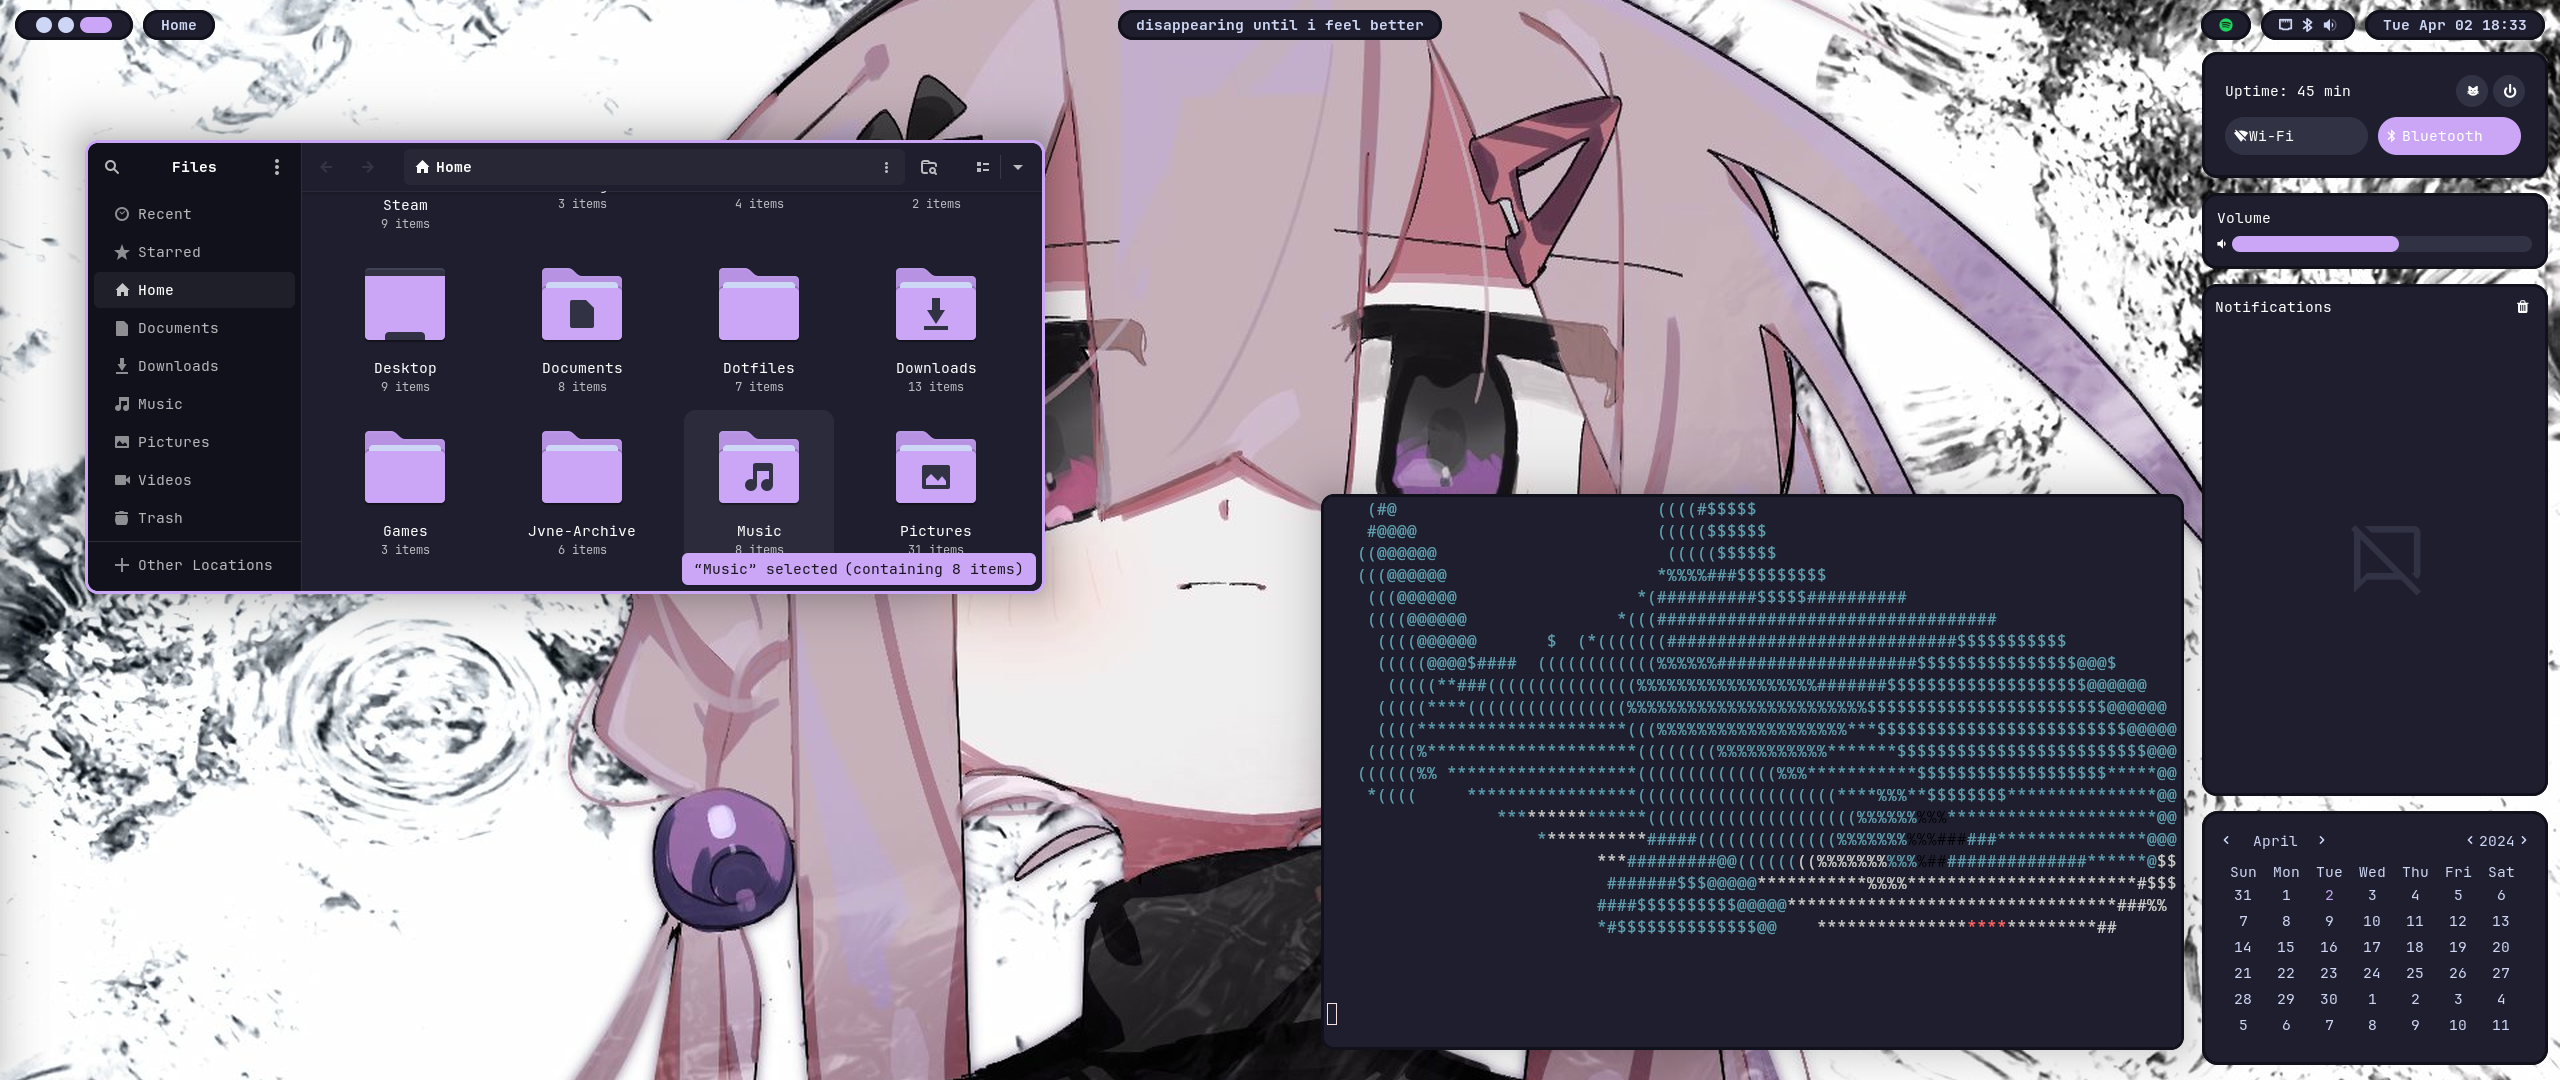 Home
disappearing until i feel better
Tue Apr 02 18:33
Files
Home
Recent
Starred
Home
Documents
Downloads
Music
Pictures
Videos
Trash
Other Locations
Steam
9 items
3 items
4 items
2 items
Desktop
9 items
Documents
8 items
Dotfiles
7 items
Downloads
13 items
Games
3 items
Jvne-Archive
6 items
Music
8 items
Pictures
31 items
“Music” selected (containing 8 items)
Uptime: 45 min
Wi-Fi
Bluetooth
Volume
Notifications
April
2024
Sun Mon Tue Wed Thu Fri Sat
31 1 2 3 4 5 6
7 8 9 10 11 12 13
14 15 16 17 18 19 20
21 22 23 24 25 26 27
28 29 30 1 2 3 4
5 6 7 8 9 10 11